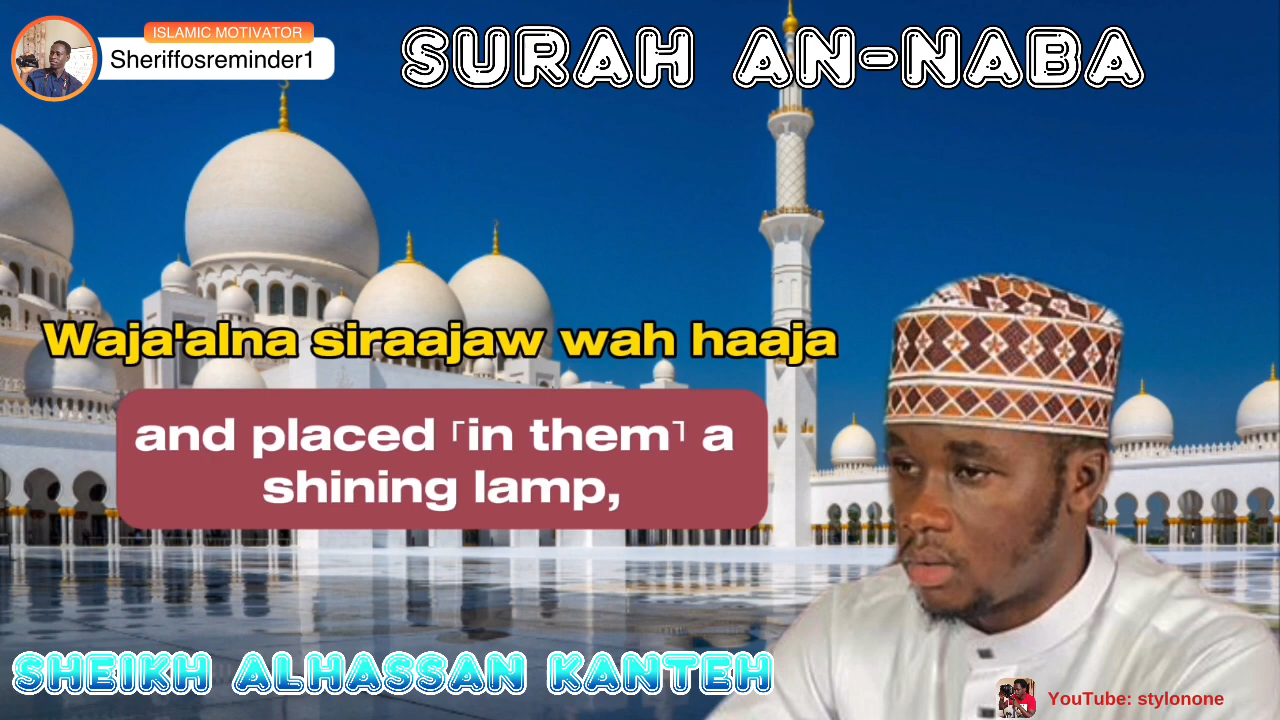 ISLAMIC MOTIVATOR
Sheriffosreminder1
SURAH AN-NABA
Waja'alna siraajaw wah haaja
and placed ⸢in them⸣ a
shining lamp,
SHEIKH ALHASSAN KANTEH
YouTube: stylonone